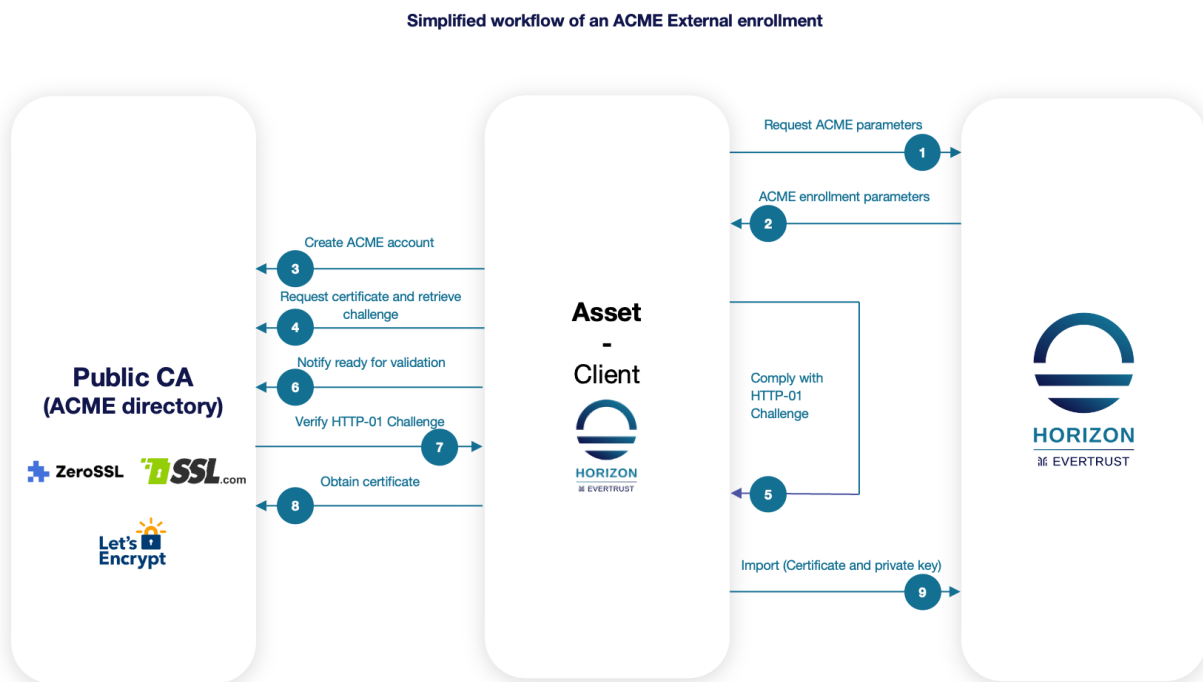 Simplified workflow of an ACME External enrollment
Request ACME parameters
1
ACME enrollment parameters
2
Create ACME account
3
Request certificate and retrieve
challenge
4
Notify ready for validation
6
Verify HTTP-01 Challenge
7
Obtain certificate
8
Public CA
(ACME directory)
ZeroSSL
SSL.com
Let's
Encrypt
Asset
-
Client
HORIZON
EVERTRUST
Comply with
HTTP-01
Challenge
5
Import (Certificate and private key)
9
HORIZON
EVERTRUST